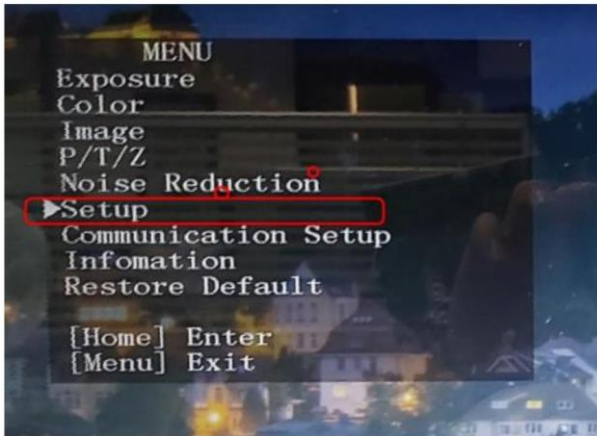 MENU
Exposure
Color
Image
P/T/Z
Noise Reduction
▶Setup
Communication Setup
Infomation
Restore Default
[Home] Enter
[Menu] Exit